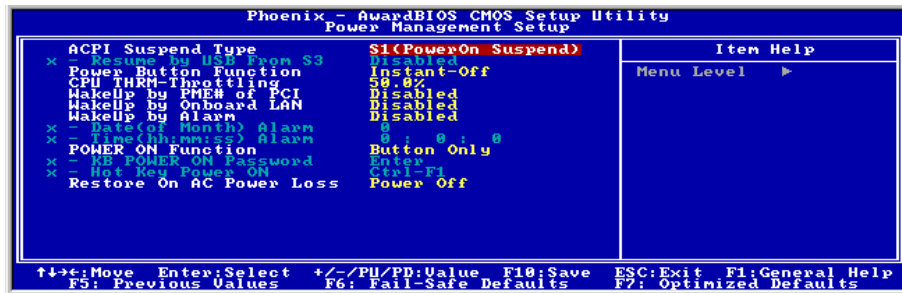 Phoenix - AwardBIOS CMOS Setup Utility
Power Management Setup
ACPI Suspend Type S1(PowerOn Suspend)
x - Resume by USB From S3 Disabled
Power Button Function Instant-Off
CPU THRM-Throttling 50.0%
WakeUp by PME# of PCI Disabled
WakeUp by Onboard LAN Disabled
WakeUp by Alarm Disabled
x - Date(of Month) Alarm 0
x - Time(hh:mm:ss) Alarm 0 : 0 : 0
POWER ON Function Button Only
x - KB POWER ON Password Enter
x - Hot Key Power ON Ctrl-F1
Restore On AC Power Loss Power Off
Item Help
Menu Level ►
↑↓→←:Move Enter:Select +/-/PU/PD:Value F10:Save ESC:Exit F1:General Help
F5: Previous Values F6: Fail-Safe Defaults F7: Optimized Defaults